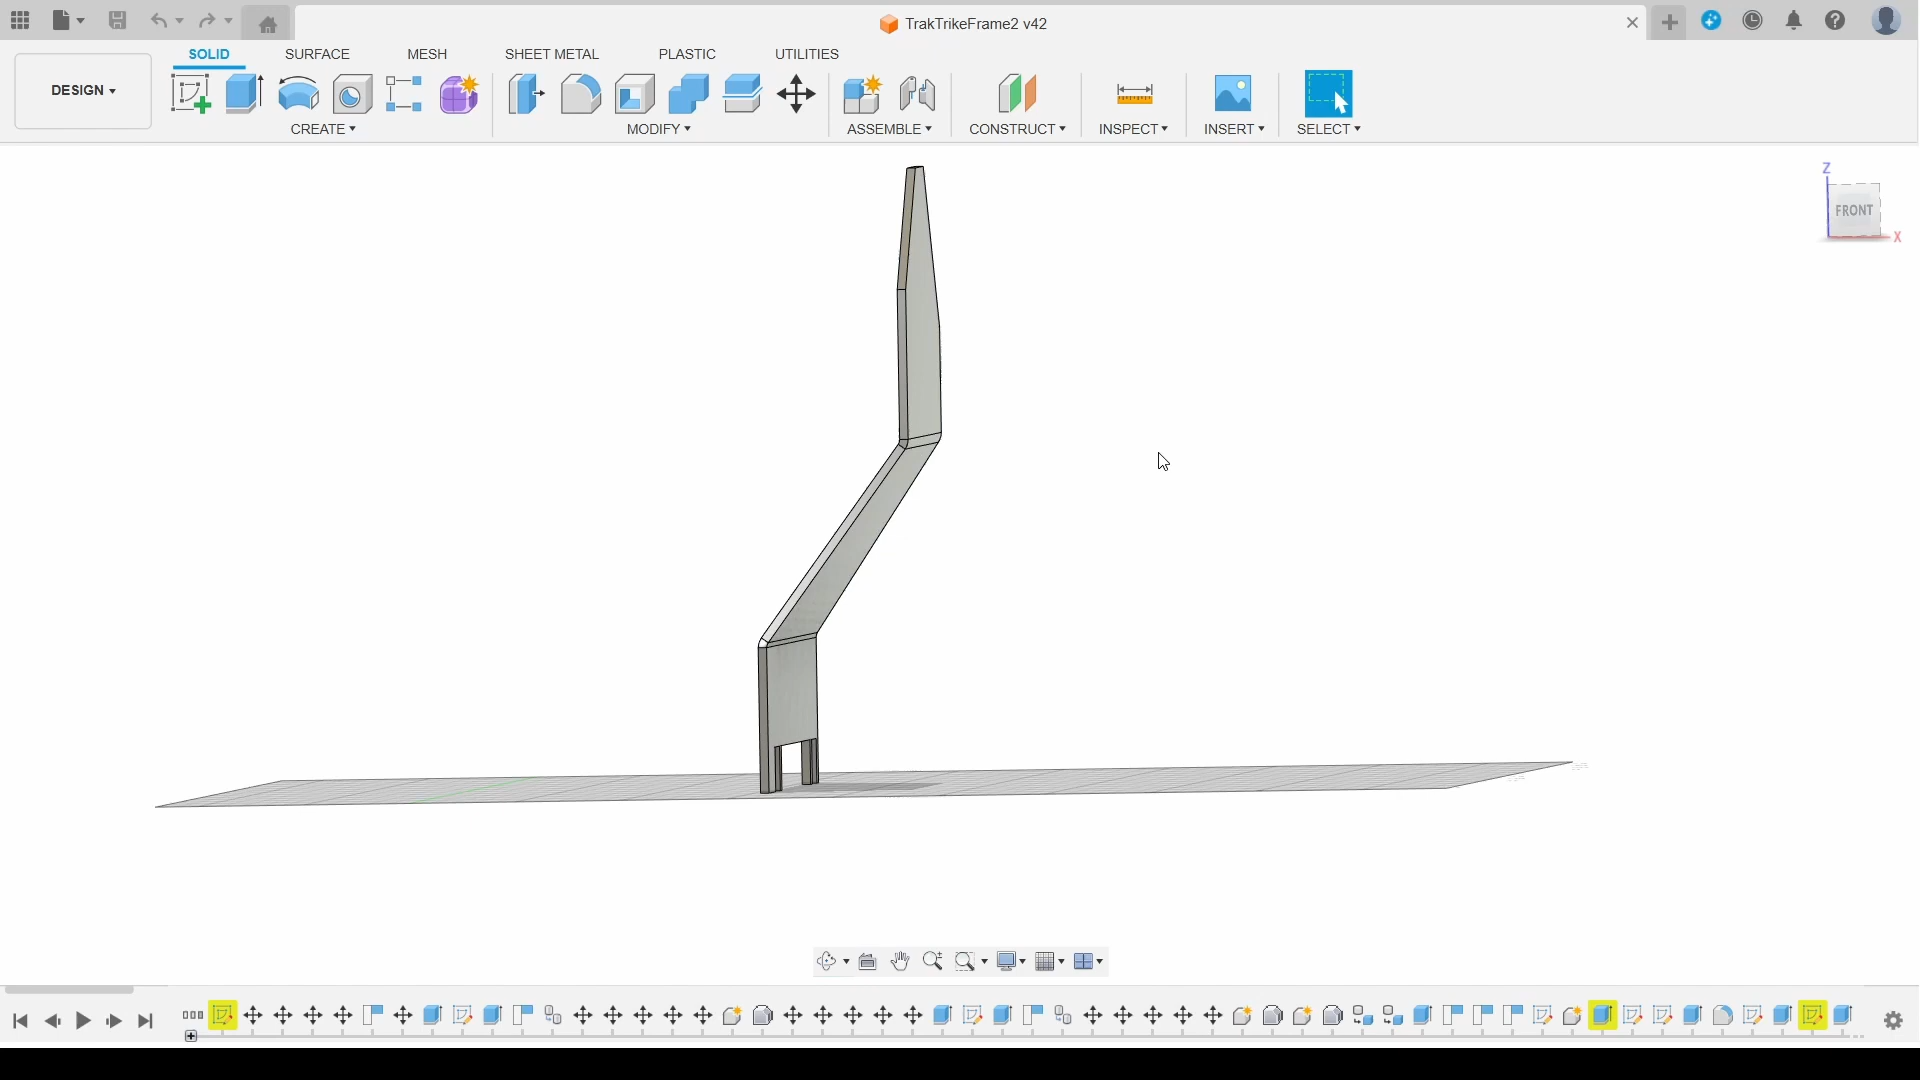 TrakTrikeFrame2 v42
DESIGN
SOLID
SURFACE
MESH
SHEET METAL
PLASTIC
UTILITIES
CREATE
MODIFY
ASSEMBLE
CONSTRUCT
INSPECT
INSERT
SELECT
Z
FRONT
X